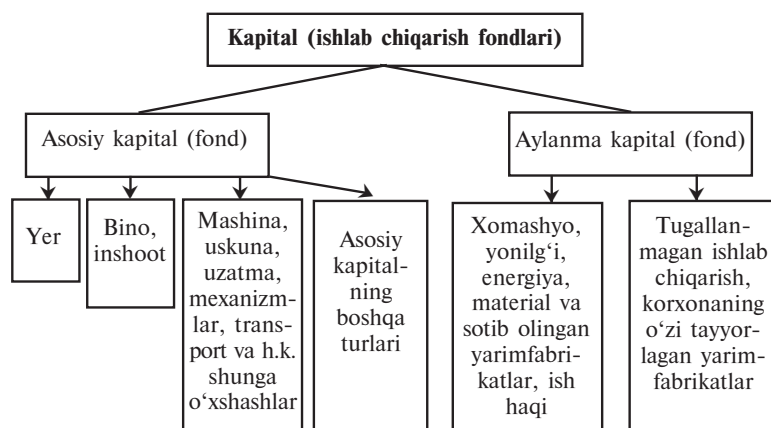 Kapital (ishlab chiqarish fondlari)
Asosiy kapital (fond)
Aylanma kapital (fond)
Yer
Bino,
inshoot
Mashina,
uskuna,
uzatma,
mexanizm-
lar, trans-
port va h.k.
shunga
o‘xshashlar
Asosiy
kapital-
ning
boshqa
turlari
Xomashyo,
yonilg‘i,
energiya,
material va
sotib olingan
yarimfabri-
katlar, ish
haqi
Tugallan-
magan ishlab
chiqarish,
korxonaning
o‘zi tayyor-
lagan yarim-
fabrikatlar